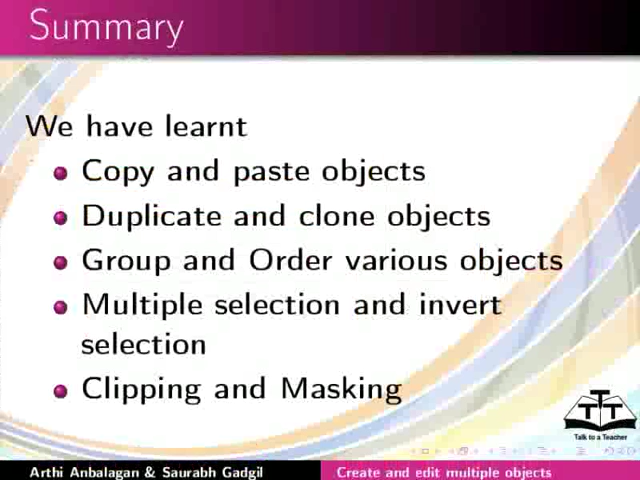 Summary
We have learnt
Copy and paste objects
Duplicate and clone objects
Group and Order various objects
Multiple selection and invert
selection
Clipping and Masking
TTT
Talk to a Teacher
Arthi Anbalagan & Saurabh Gadgil
Create and edit multiple objects